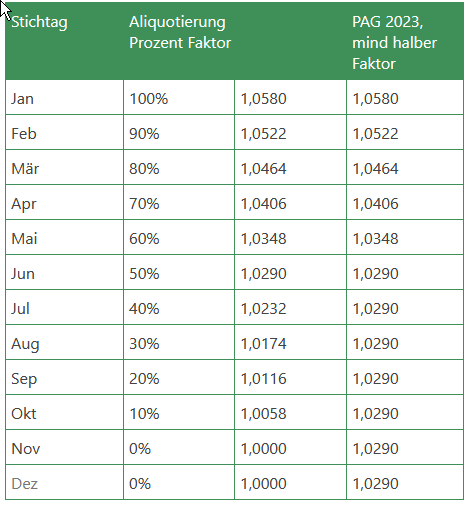 Stichtag Aliquotierung PAG 2023,
Prozent Faktor mind halber
Faktor
Jan 100% 1,0580 1,0580
Feb 90% 1,0522 1,0522
Mär 80% 1,0464 1,0464
Apr 70% 1,0406 1,0406
Mai 60% 1,0348 1,0348
Jun 50% 1,0290 1,0290
Jul 40% 1,0232 1,0290
Aug 30% 1,0174 1,0290
Sep 20% 1,0116 1,0290
Okt 10% 1,0058 1,0290
Nov 0% 1,0000 1,0290
Dez 0% 1,0000 1,0290